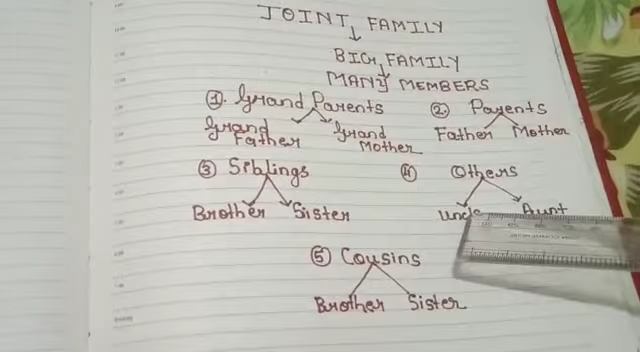 JOINT FAMILY
BIG FAMILY
MANY MEMBERS
① Grand Parents
② Parents
Grand Father
Grand Mother
Father Mother
③ Siblings
④ Others
Brother Sister
Uncle Aunt
⑤ Cousins
Brother Sister